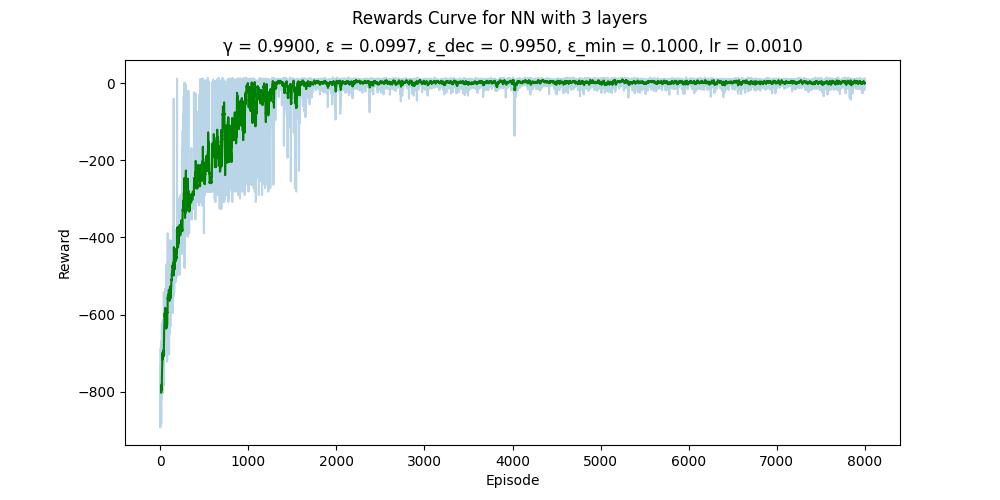 Rewards Curve for NN with 3 layers
γ = 0.9900, ε = 0.0997, ε_dec = 0.9950, ε_min = 0.1000, lr = 0.0010
0
−200
−400
−600
−800
Reward
0 1000 2000 3000 4000 5000 6000 7000 8000
Episode